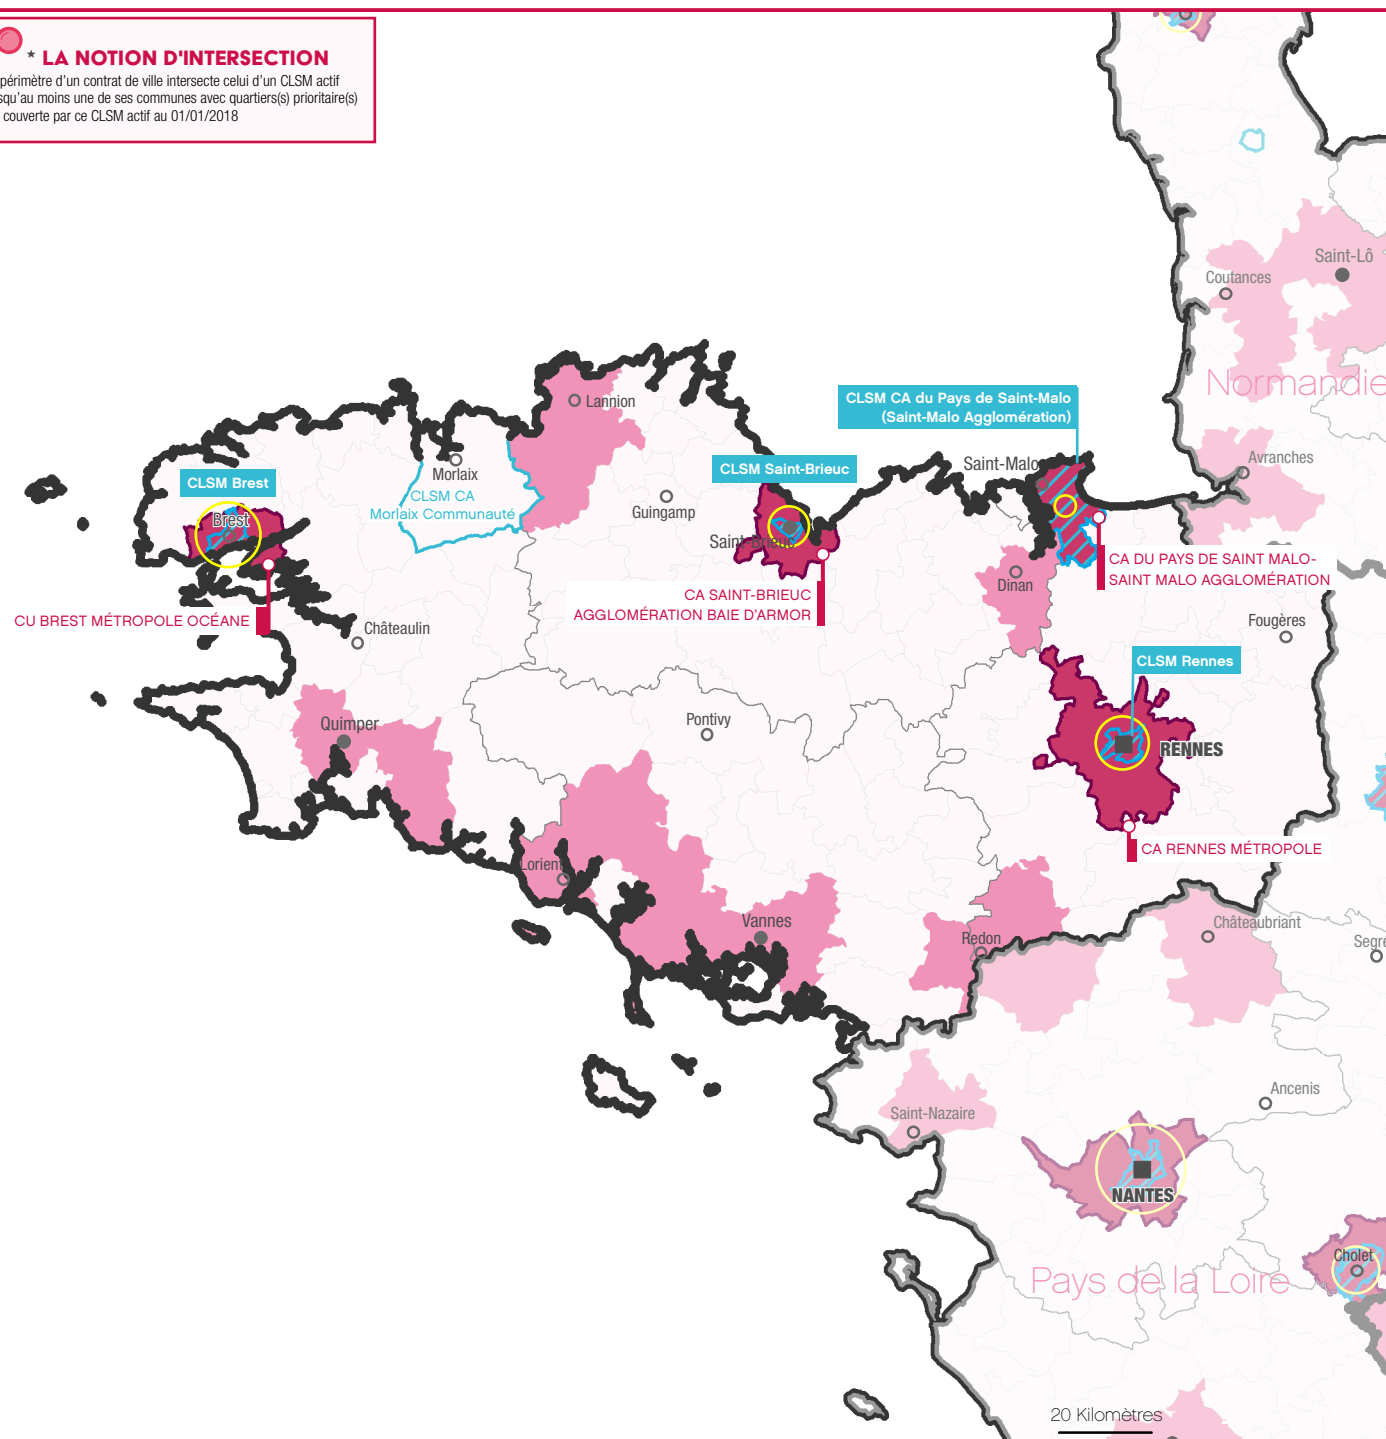 * LA NOTION D'INTERSECTION
périmètre d'un contrat de ville intersecte celui d'un CLSM actif
squ'au moins une de ses communes avec quartiers(s) prioritaire(s)
couverte par ce CLSM actif au 01/01/2018
Saint-Lô
Coutances
Normandie
Avranches
Lannion
CLSM CA du Pays de Saint-Malo
(Saint-Malo Agglomération)
Saint-Malo
Morlaix
CLSM CA
Morlaix Communauté
CLSM Brest
Brest
CLSM Saint-Brieuc
Guingamp
Saint-Brieuc
CA DU PAYS DE SAINT MALO-
SAINT MALO AGGLOMÉRATION
Dinan
CA SAINT-BRIEUC
AGGLOMÉRATION BAIE D'ARMOR
CU BREST MÉTROPOLE OCÉANE
Châteaulin
Fougères
CLSM Rennes
Quimper
Pontivy
RENNES
CA RENNES MÉTROPOLE
Lorient
Vannes
Redon
Châteaubriant
Segré
Ancenis
Saint-Nazaire
NANTES
Cholet
Pays de la Loire
20 Kilomètres